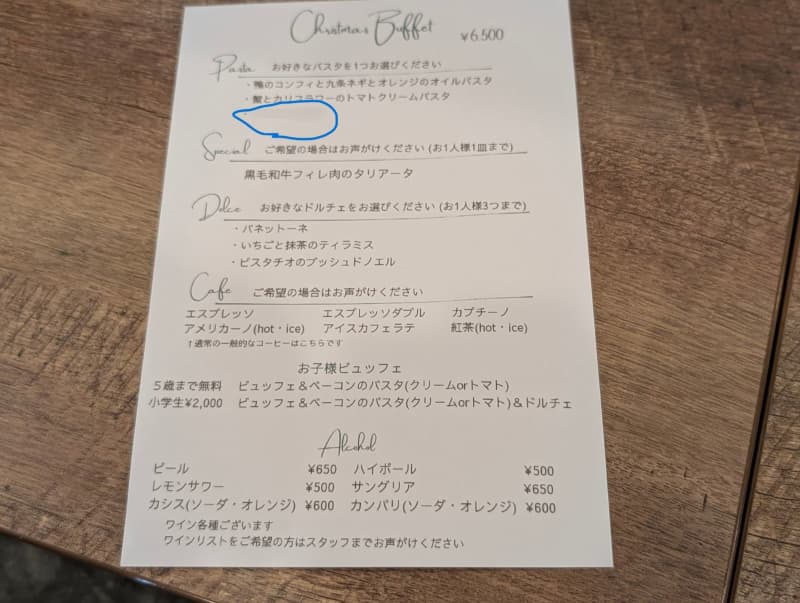 Christmas Buffet ¥6.500
Pasta お好きなパスタを1つお選びください
・鴨のコンフィと九条ネギとオレンジのオイルパスタ
・蟹とカリフラワーのトマトクリームパスタ
Special ご希望の場合はお声がけください (お1人様1皿まで)
黒毛和牛フィレ肉のタリアータ
Dolce お好きなドルチェをお選びください (お1人様3つまで)
・パネットーネ
・いちごと抹茶のティラミス
・ピスタチオのブッシュドノエル
Cafe ご希望の場合はお声がけください
エスプレッソ エスプレッソダブル カプチーノ
アメリカーノ(hot・ice) アイスカフェラテ 紅茶(hot・ice)
↑通常の一般的なコーヒーはこちらです
お子様ビュッフェ
5歳まで無料 ビュッフェ&ベーコンのパスタ(クリームorトマト)
小学生¥2,000 ビュッフェ&ベーコンのパスタ(クリームorトマト)&ドルチェ
Alcohol
ビール ¥650 ハイボール ¥500
レモンサワー ¥500 サングリア ¥650
カシス(ソーダ・オレンジ) ¥600 カンパリ(ソーダ・オレンジ) ¥600
ワイン各種ございます
ワインリストをご希望の方はスタッフまでお声がけください